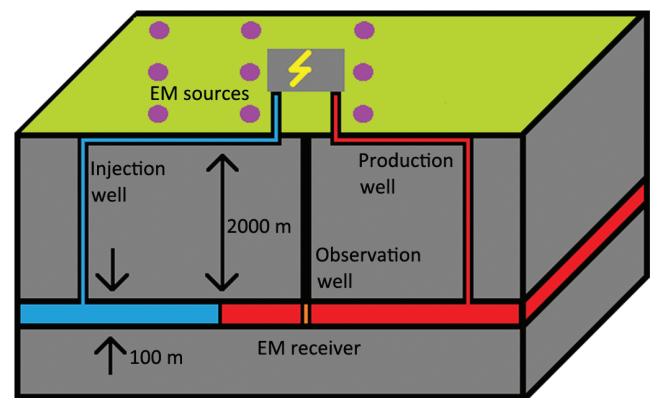 EM sources
Injection
well
Production
well
2000 m
Observation
well
EM receiver
100 m